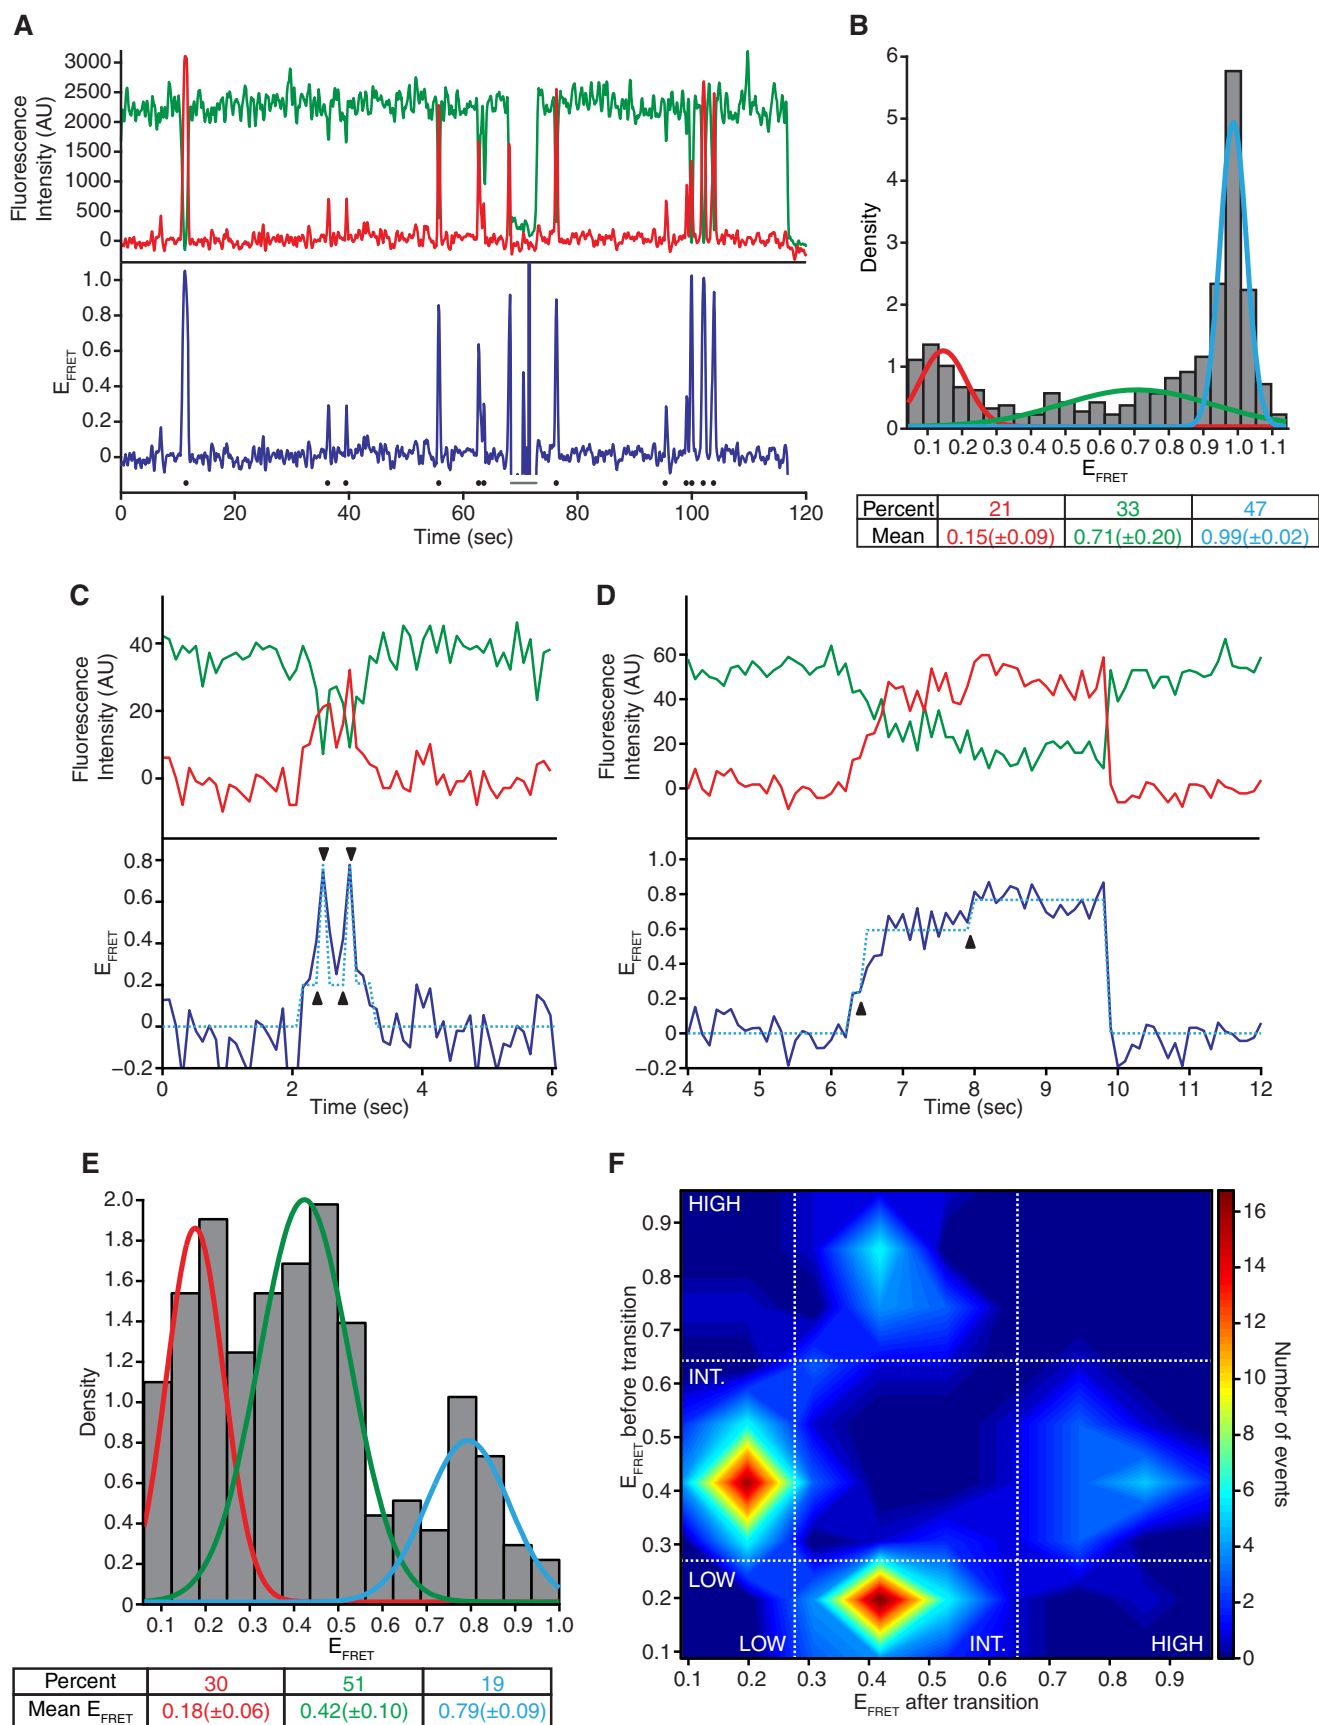 A
Fluorescence
Intensity (AU)
3000
2500
2000
1500
1000
500
0
E FRET
1.0
0.8
0.6
0.4
0.2
0
0 20 40 60 80 100 120
Time (sec)
B
Density
6
5
4
3
2
1
0
0.1 0.2 0.3 0.4 0.5 0.6 0.7 0.8 0.9 1.0 1.1
E FRET
Percent 21 33 47
Mean 0.15(±0.09) 0.71(±0.20) 0.99(±0.02)
C
Fluorescence
Intensity (AU)
40
20
0
E FRET
0.8
0.6
0.4
0.2
0
−0.2
0 2 4 6
Time (sec)
D
Fluorescence
Intensity (AU)
60
40
20
0
E FRET
1.0
0.8
0.6
0.4
0.2
0
−0.2
4 5 6 7 8 9 10 11 12
Time (sec)
E
Density
2.0
1.8
1.6
1.4
1.2
1.0
0.8
0.6
0.4
0.2
0
0.1 0.2 0.3 0.4 0.5 0.6 0.7 0.8 0.9 1.0
E FRET
Percent 30 51 19
Mean E FRET 0.18(±0.06) 0.42(±0.10) 0.79(±0.09)
F
E FRET before transition
0.9
0.8
0.7
0.6
0.5
0.4
0.3
0.2
0.1
HIGH
INT.
LOW
LOW INT. HIGH
0.1 0.2 0.3 0.4 0.5 0.6 0.7 0.8 0.9
E FRET after transition
16
14
12
10
8
6
4
2
0
Number of events